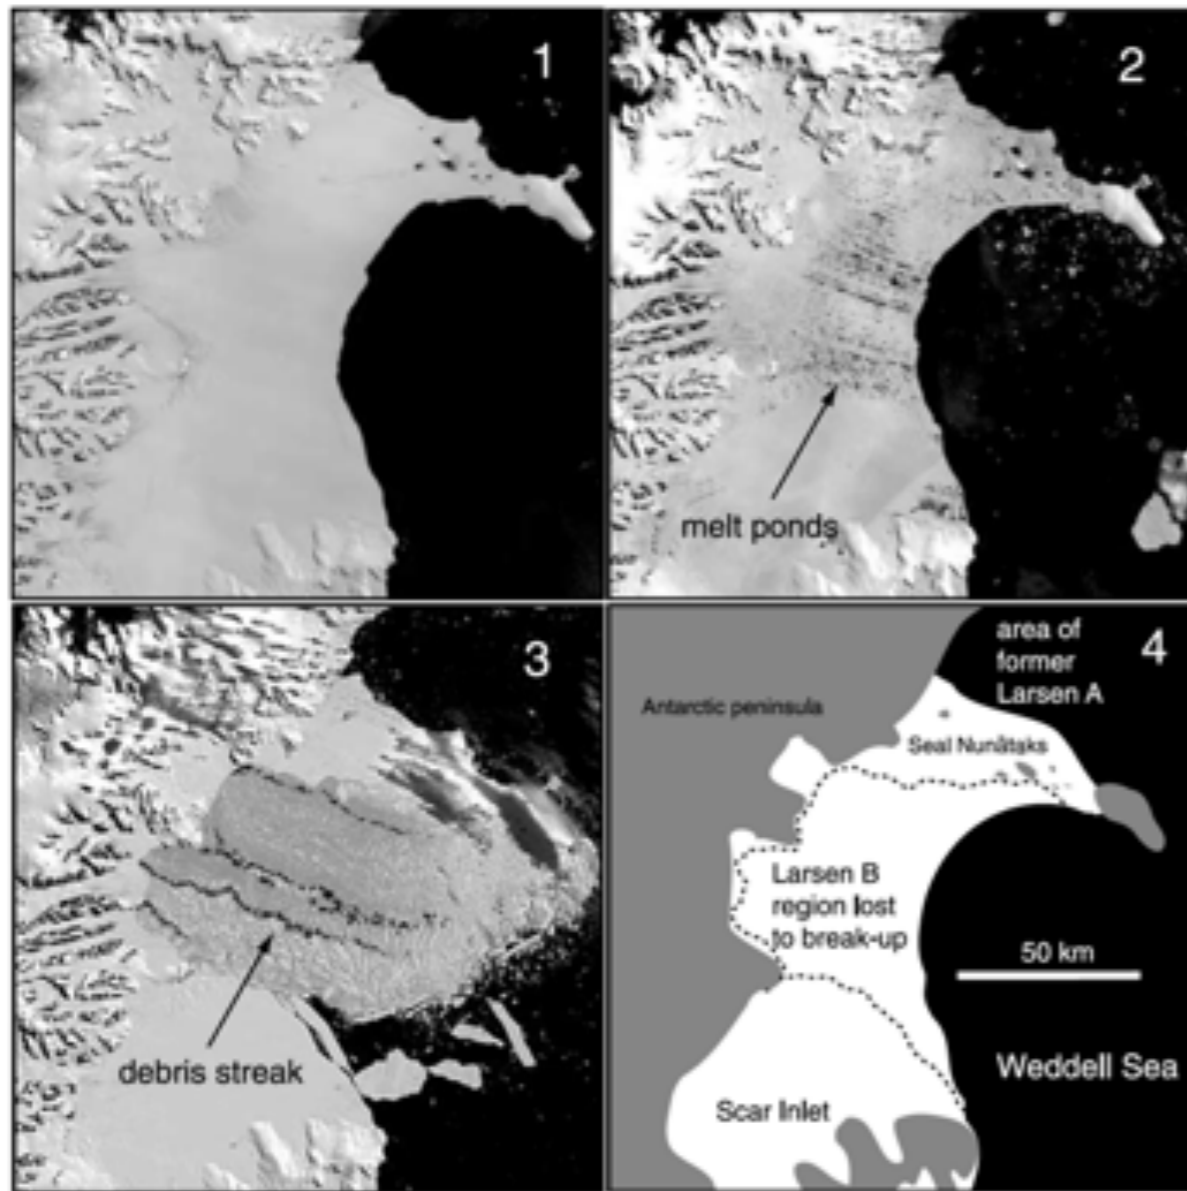 1
2
melt ponds
3
debris streak
area of
former
Larsen A
4
Antarctic peninsula
Seal Nunátaks
Larsen B
region lost
to break-up
50 km
Weddell Sea
Scar Inlet